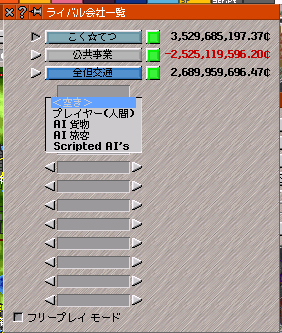 ライバル会社一覧
こく☆てつ 3,529,685,197.37¢
公共事業 -2,525,119,596.20¢
全但交通 2,689,959,696.47¢
<空き>
プレイヤー(人間)
AI 貨物
AI 旅客
Scripted AI's
フリープレイ モード